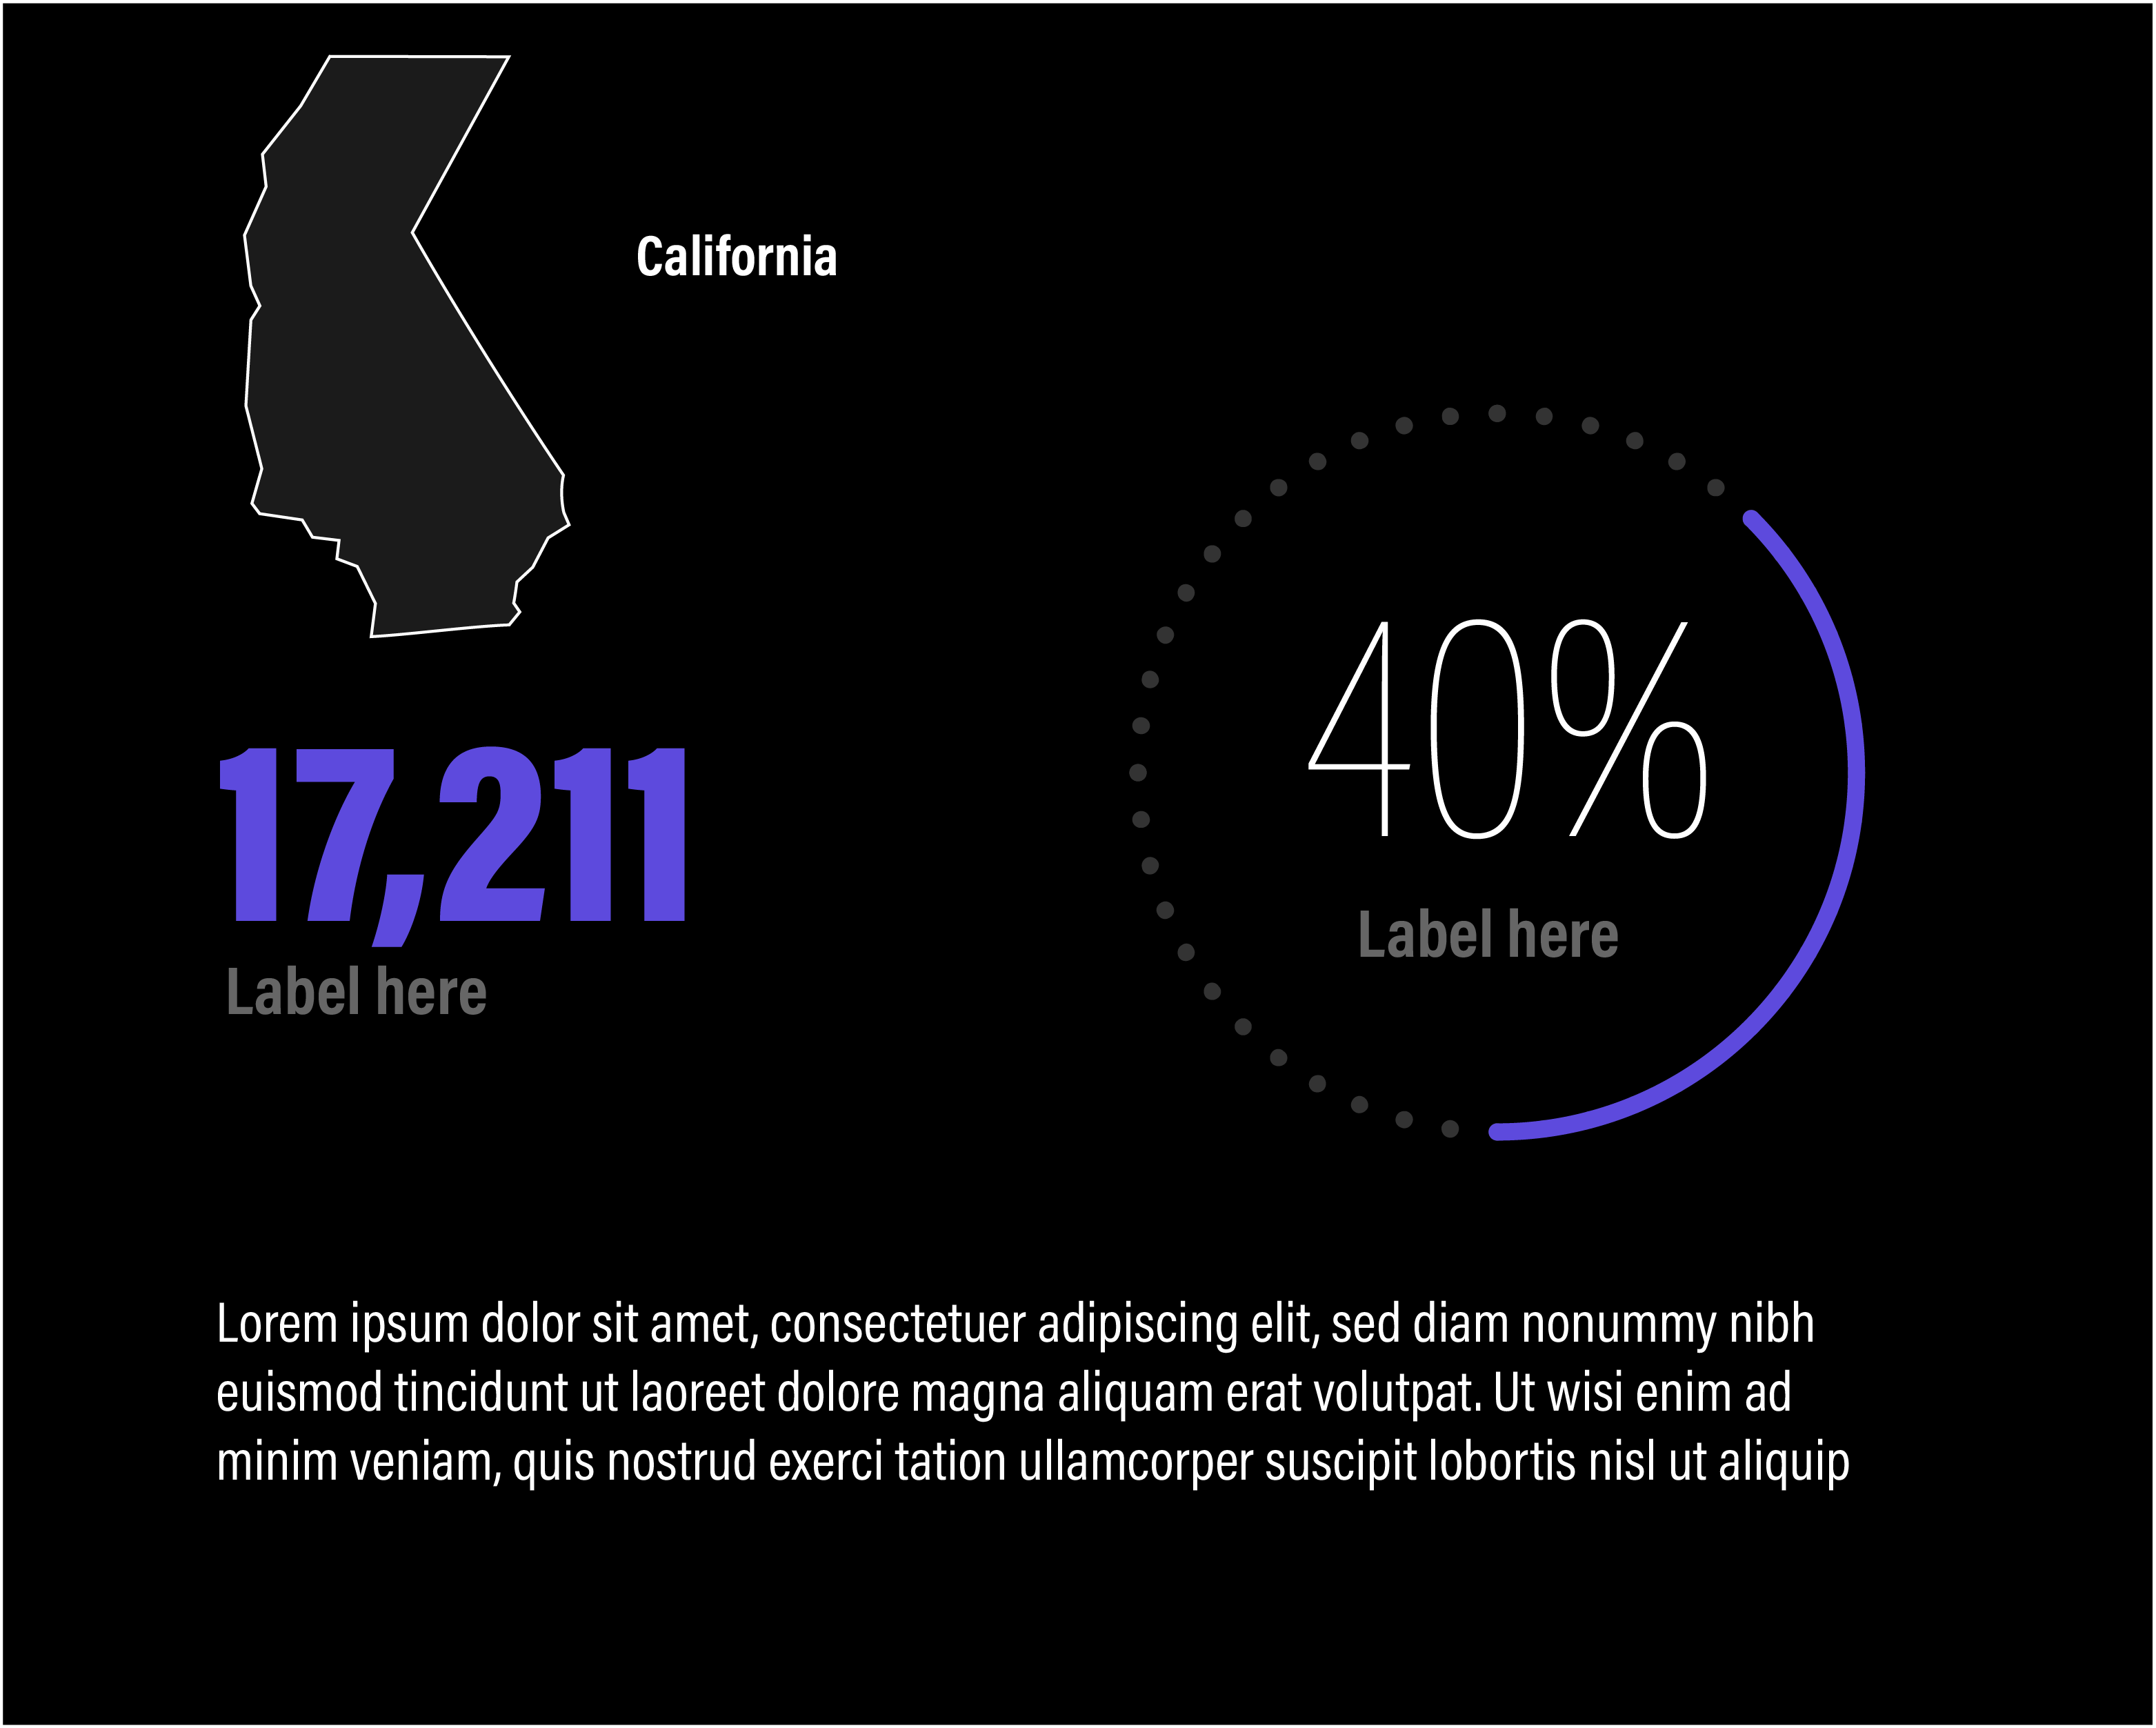 California
17,211
Label here
40%
Label here
Lorem ipsum dolor sit amet, consectetuer adipiscing elit, sed diam nonummy nibh
euismod tincidunt ut laoreet dolore magna aliquam erat volutpat. Ut wisi enim ad
minim veniam, quis nostrud exerci tation ullamcorper suscipit lobortis nisl ut aliquip